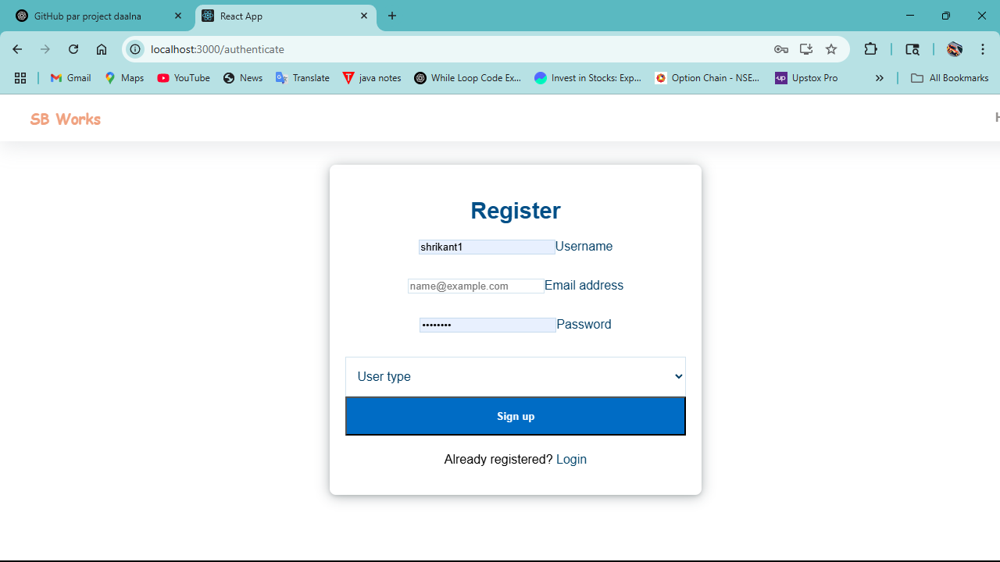 GitHub par project daalna
React App
localhost:3000/authenticate
Gmail
Maps
YouTube
News
Translate
java notes
While Loop Code Ex...
Invest in Stocks: Exp...
Option Chain - NSE...
up
Upstox Pro
All Bookmarks
SB Works
H
Register
shrikant1 Username
name@example.com Email address
•••••••• Password
User type
Sign up
Already registered? Login